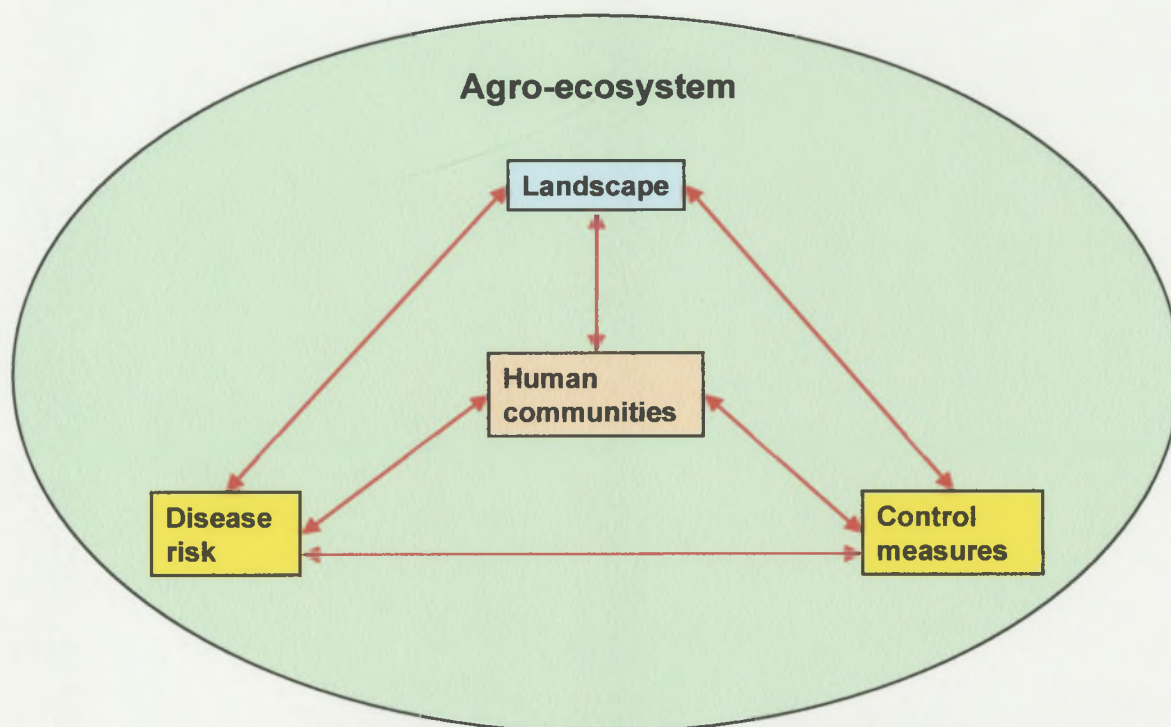 Agro-ecosystem
Landscape
Human
communities
Disease
risk
Control
measures